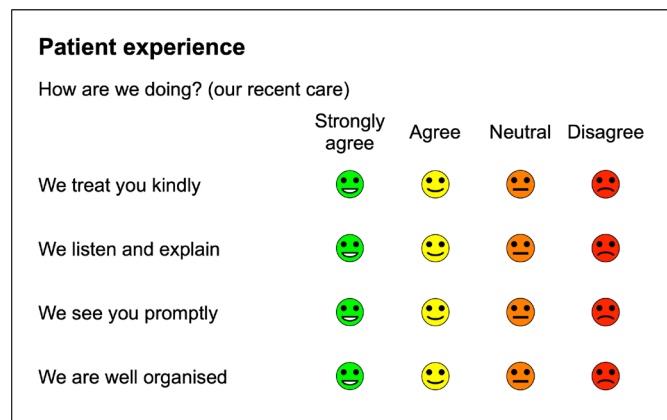 Patient experience
How are we doing? (our recent care)
Strongly agree Agree Neutral Disagree
We treat you kindly
We listen and explain
We see you promptly
We are well organised